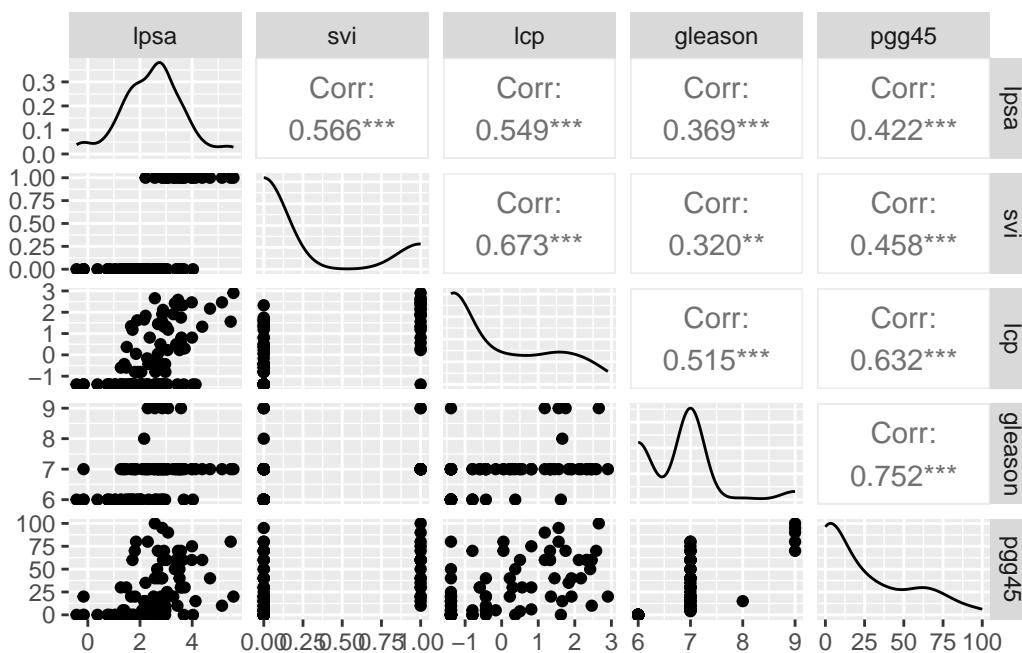 lpsa svi lcp gleason pgg45
0.3
0.2
0.1
0.0
Corr:
0.566***
Corr:
0.549***
Corr:
0.369***
Corr:
0.422***
lpsa
1.00
0.75
0.50
0.25
0.00
Corr:
0.673***
Corr:
0.320**
Corr:
0.458***
svi
3
2
1
0
−1
Corr:
0.515***
Corr:
0.632***
lcp
9
8
7
6
Corr:
0.752***
gleason
100
75
50
25
0
pgg45
0 2 4
0.00 0.25 0.50 0.75 1.00
−1 0 1 2 3
6 7 8 9
0 25 50 75 100